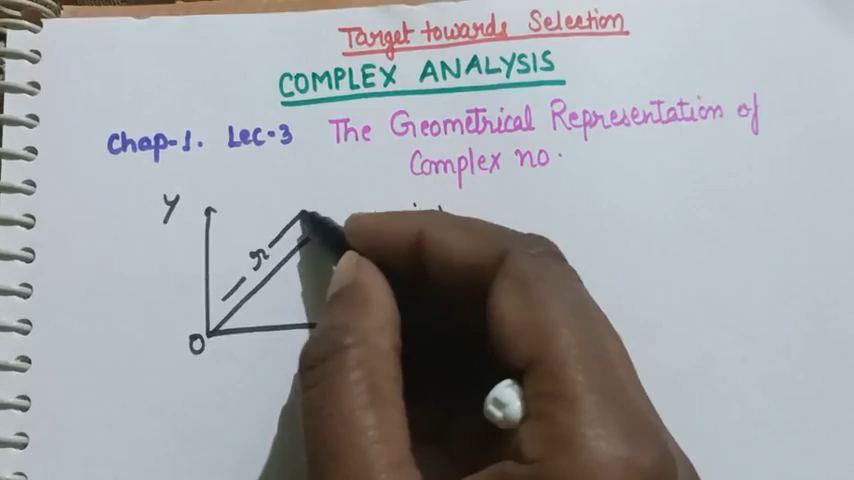 Target towards Selection
COMPLEX ANALYSIS
Chap-1. Lec-3 The Geometrical Representation of
Complex no.
Y
r
O